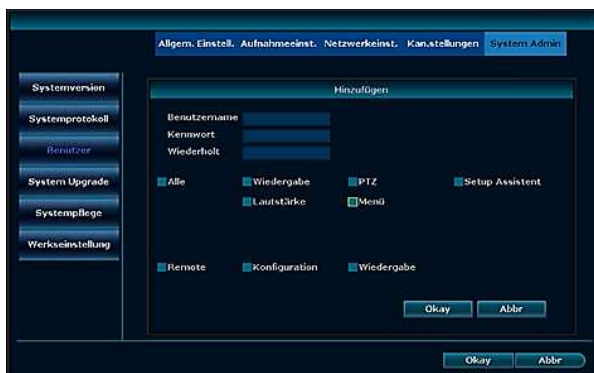 Allgem. Einstell. Aufnahmeeinst. Netzwerkeinst. Kan.stellungen System Admin
Systemversion
Systemprotokoll
Benutzer
System Upgrade
Systempflege
Werkseinstellung
Hinzufügen
Benutzername
Kennwort
Wiederholt
Alle Wiedergabe PTZ Setup Assistent
Lautstärke Menü
Remote Konfiguration Wiedergabe
Okay Abbr
Okay Abbr